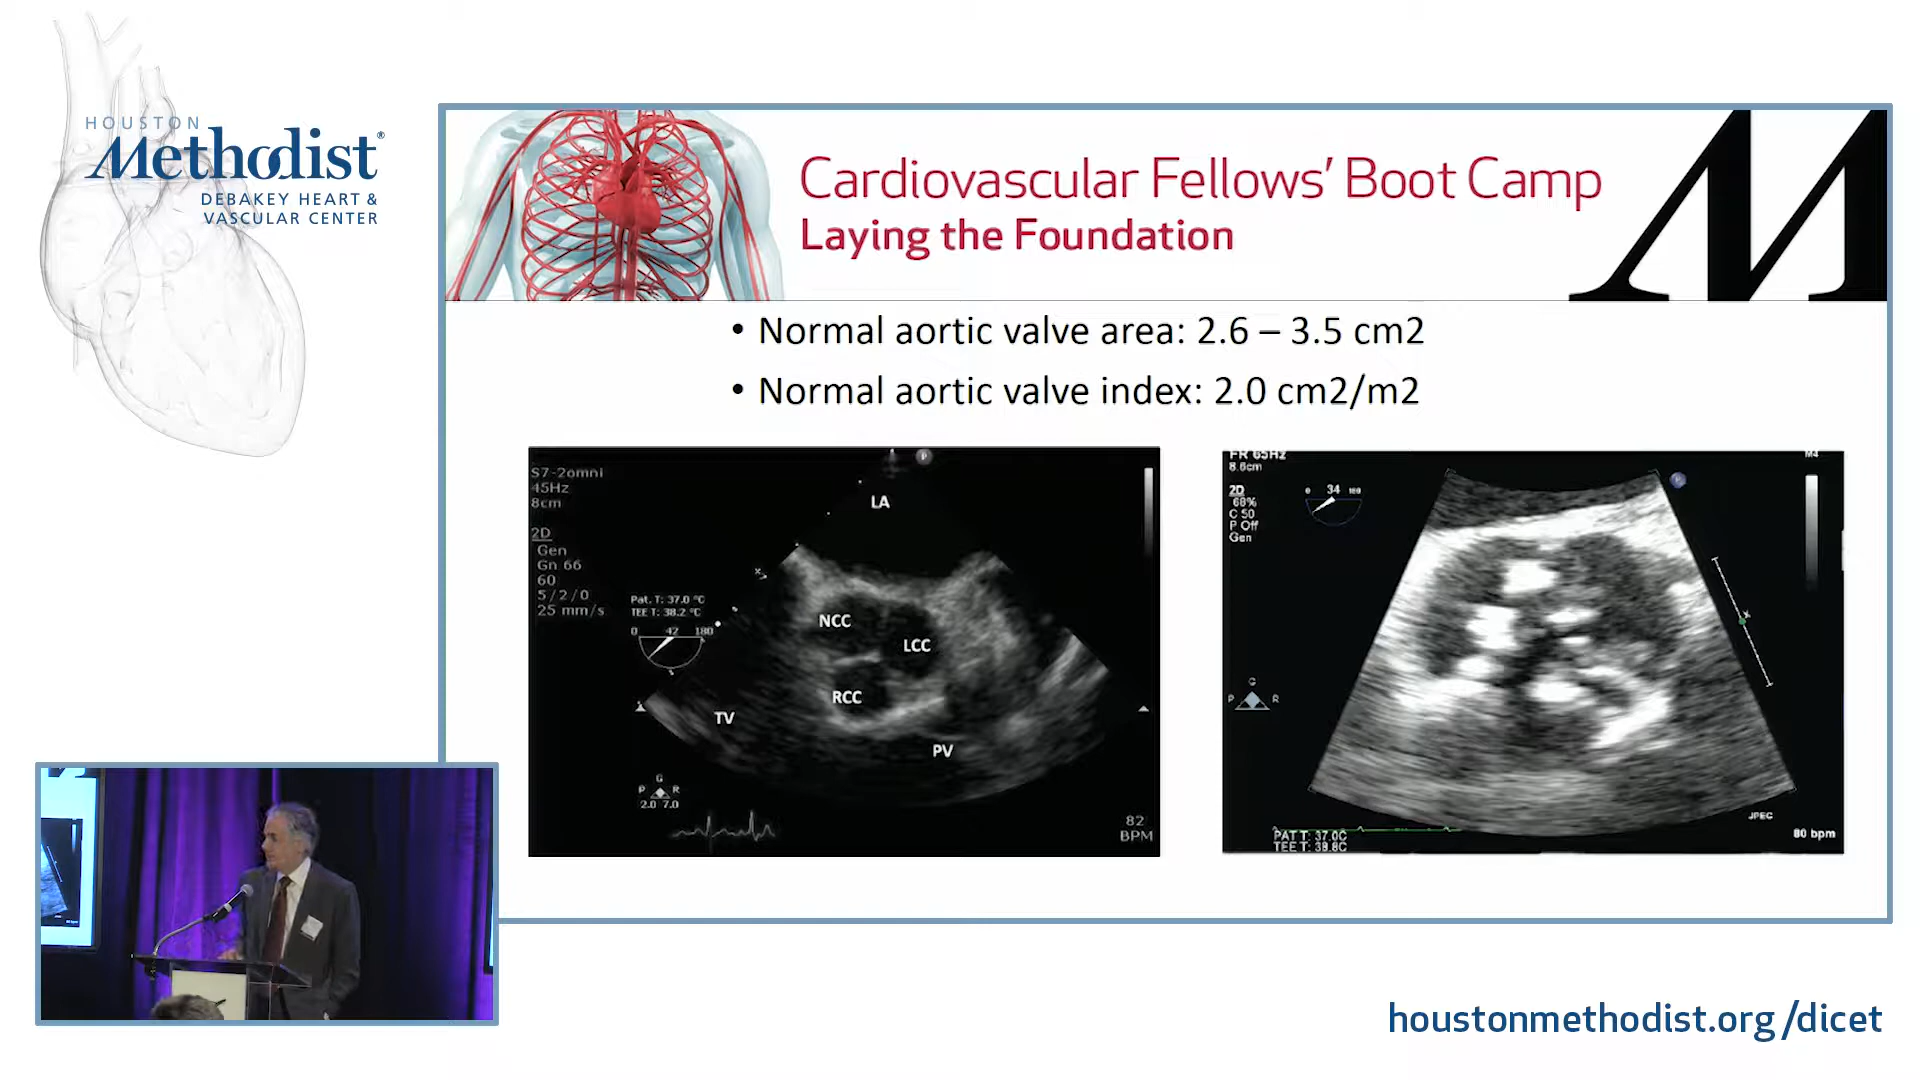 HOUSTON
Methodist®
DEBAKEY HEART &
VASCULAR CENTER
Cardiovascular Fellows' Boot Camp
Laying the Foundation
M
• Normal aortic valve area: 2.6 – 3.5 cm2
• Normal aortic valve index: 2.0 cm2/m2
S7-2omni
45Hz
8cm
2D
Gen
Gn 66
60
5/2/0
25 mm/s
Pat. T: 37.0 °C
TEE T: 38.2 °C
0 42 180
P
LA
NCC
LCC
RCC
TV
PV
G
P R
2.0 7.0
82
BPM
FR 65Hz
8.6cm
2D
68%
C 50
P Off
Gen
0 34 180
M4
G
P R
PAT T: 37.0C
TEE T: 38.8C
JPEG
80 bpm
houstonmethodist.org/dicet